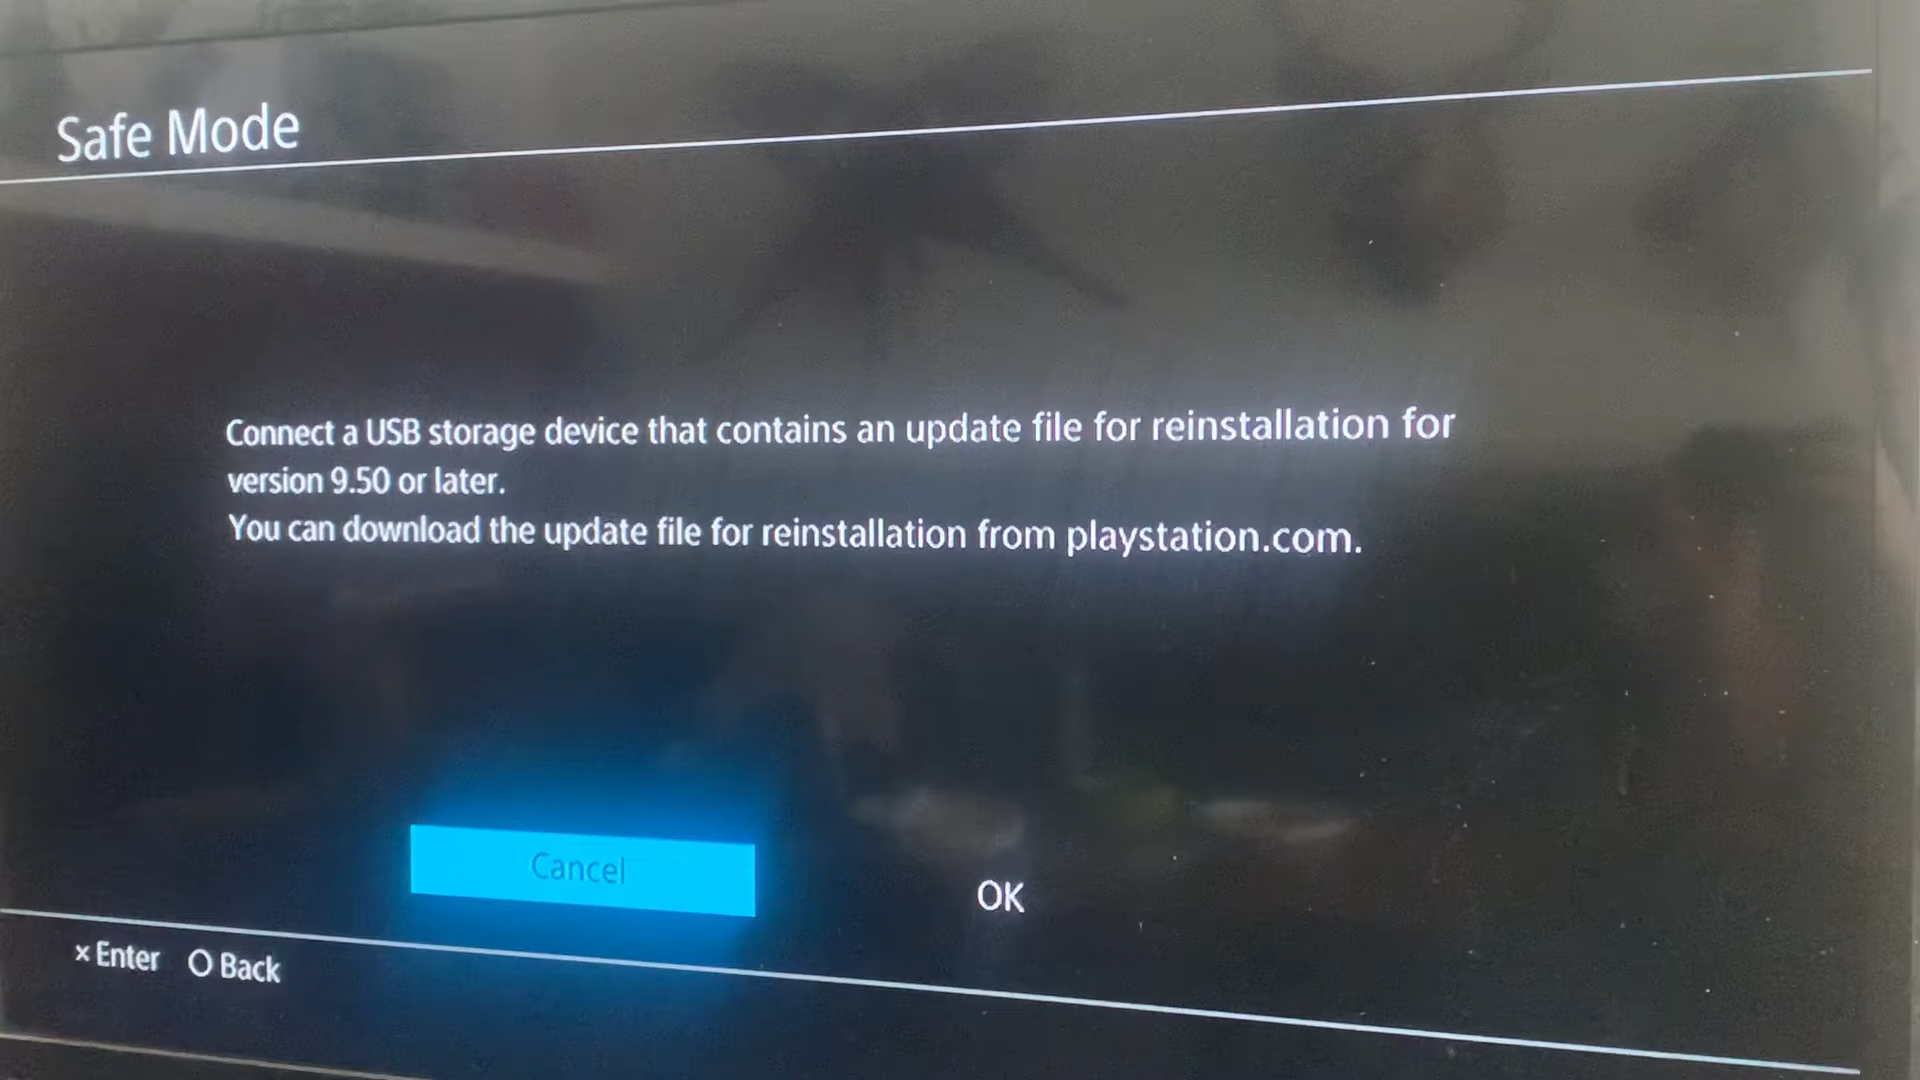 Safe Mode
Connect a USB storage device that contains an update file for reinstallation for
version 9.50 or later.
You can download the update file for reinstallation from playstation.com.
Cancel
OK
× Enter O Back